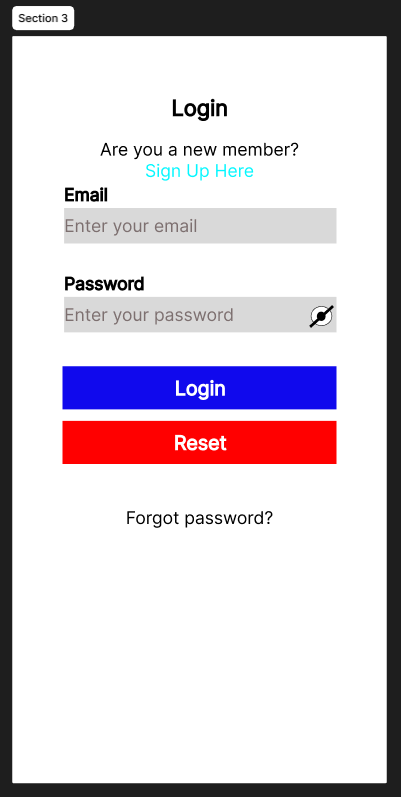 Section 3
Login
Are you a new member?
Sign Up Here
Email
Enter your email
Password
Enter your password
Login
Reset
Forgot password?